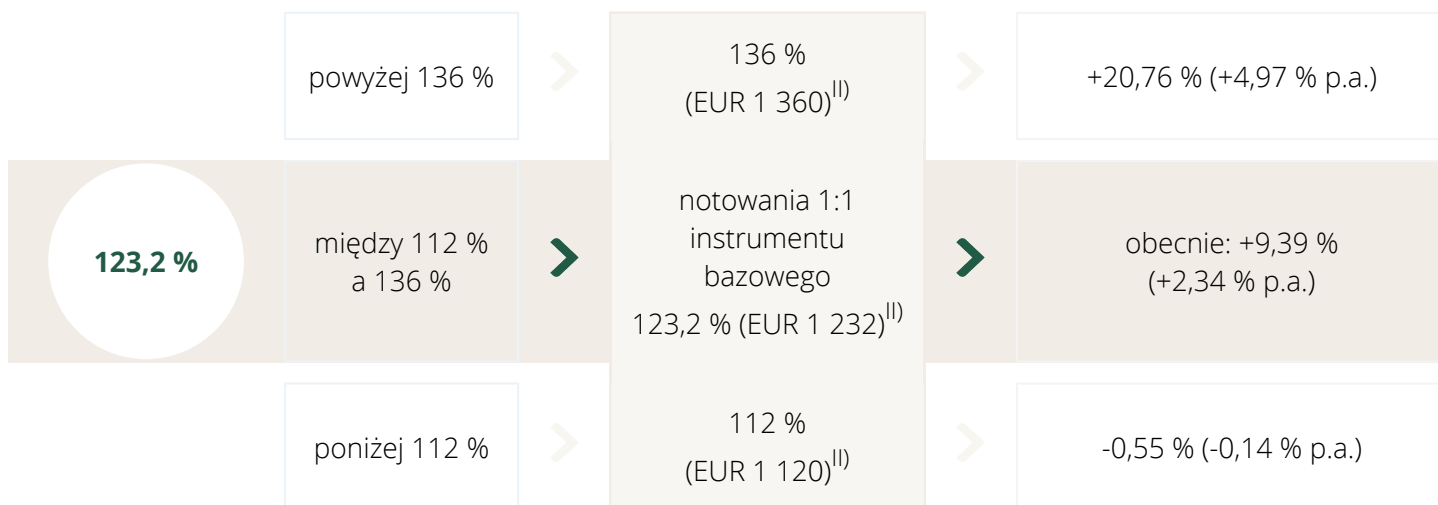 powyżej 136 %
136 %
(EUR 1 360)II)
+20,76 % (+4,97 % p.a.)
123,2 %
między 112 %
a 136 %
notowania 1:1
instrumentu
bazowego
123,2 % (EUR 1 232)II)
obecnie: +9,39 %
(+2,34 % p.a.)
poniżej 112 %
112 %
(EUR 1 120)II)
-0,55 % (-0,14 % p.a.)